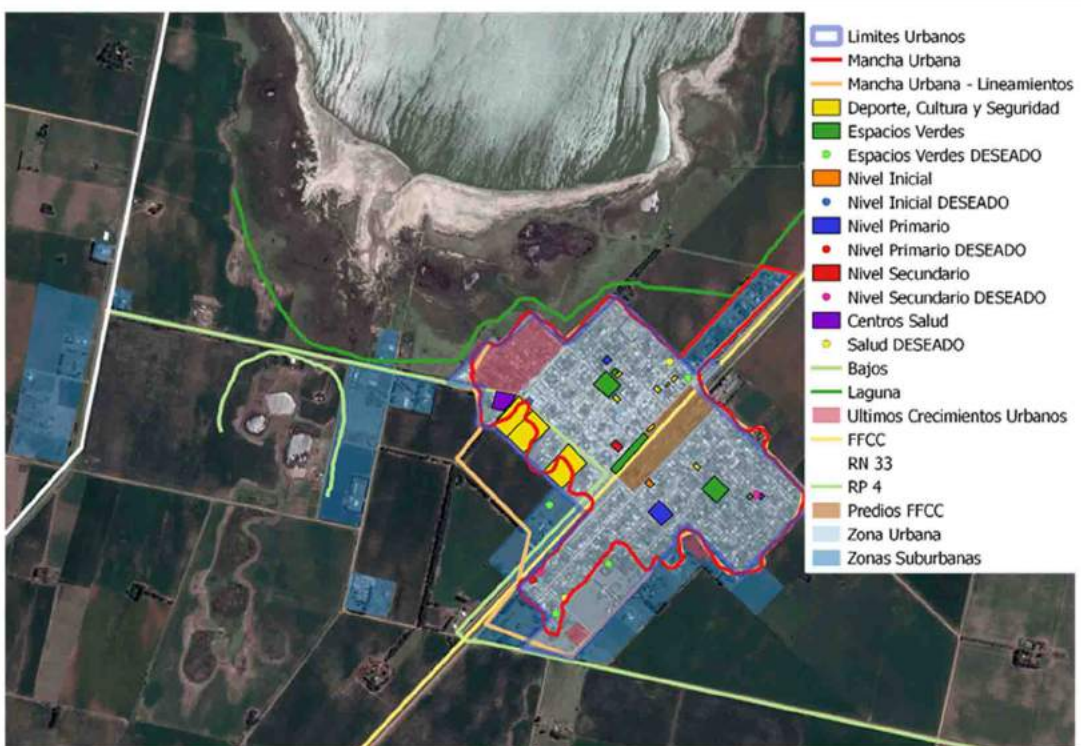 Limites Urbanos
Mancha Urbana
Mancha Urbana - Lineamientos
Deporte, Cultura y Seguridad
Espacios Verdes
Espacios Verdes DESEADO
Nivel Inicial
Nivel Inicial DESEADO
Nivel Primario
Nivel Primario DESEADO
Nivel Secundario
Nivel Secundario DESEADO
Centros Salud
Salud DESEADO
Bajos
Laguna
Ultimos Crecimientos Urbanos
FFCC
RN 33
RP 4
Predios FFCC
Zona Urbana
Zonas Suburbanas